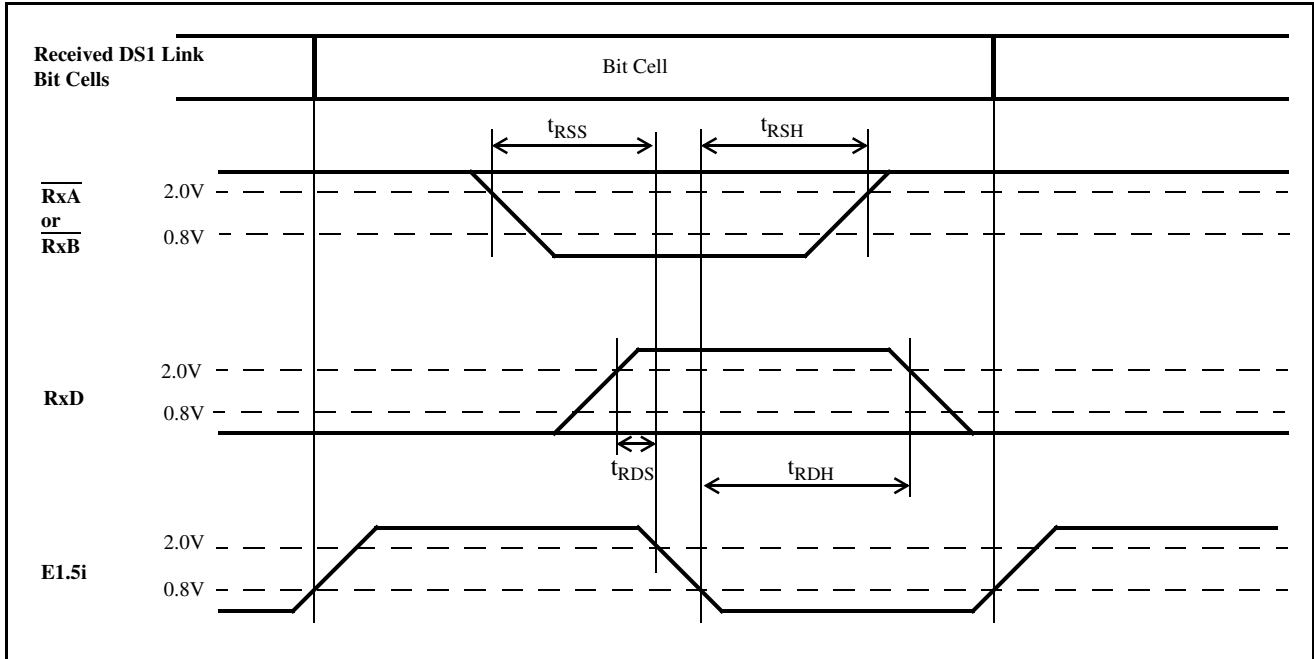 Received DS1 Link
Bit Cells
Bit Cell
tRSS
tRSH
RxA
or
RxB
2.0V
0.8V
RxD
2.0V
0.8V
tRDS
tRDH
E1.5i
2.0V
0.8V